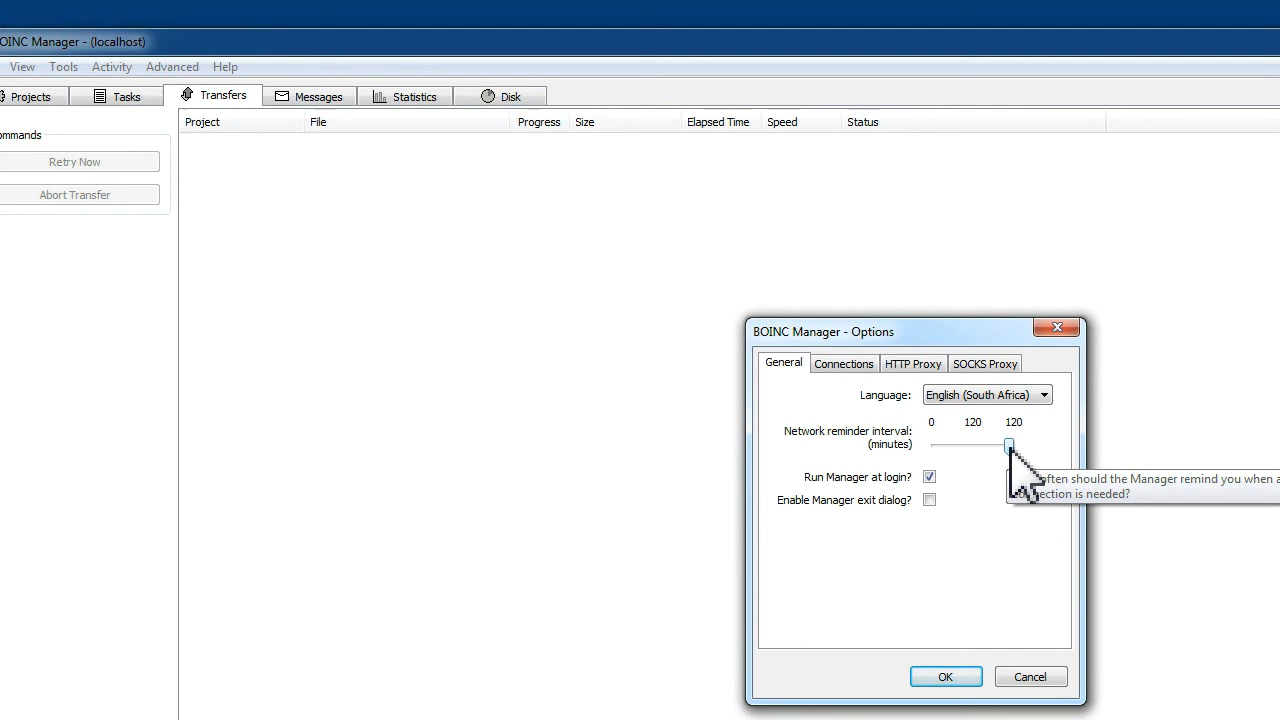 OINC Manager - (localhost)
View Tools Activity Advanced Help
Projects Tasks Transfers Messages Statistics Disk
ommands
Retry Now
Abort Transfer
Project File Progress Size Elapsed Time Speed Status
BOINC Manager - Options
General Connections HTTP Proxy SOCKS Proxy
Language: English (South Africa)
0 120 120
Network reminder interval:
(minutes)
Run Manager at login?
often should the Manager remind you when a
ection is needed?
Enable Manager exit dialog?
OK Cancel